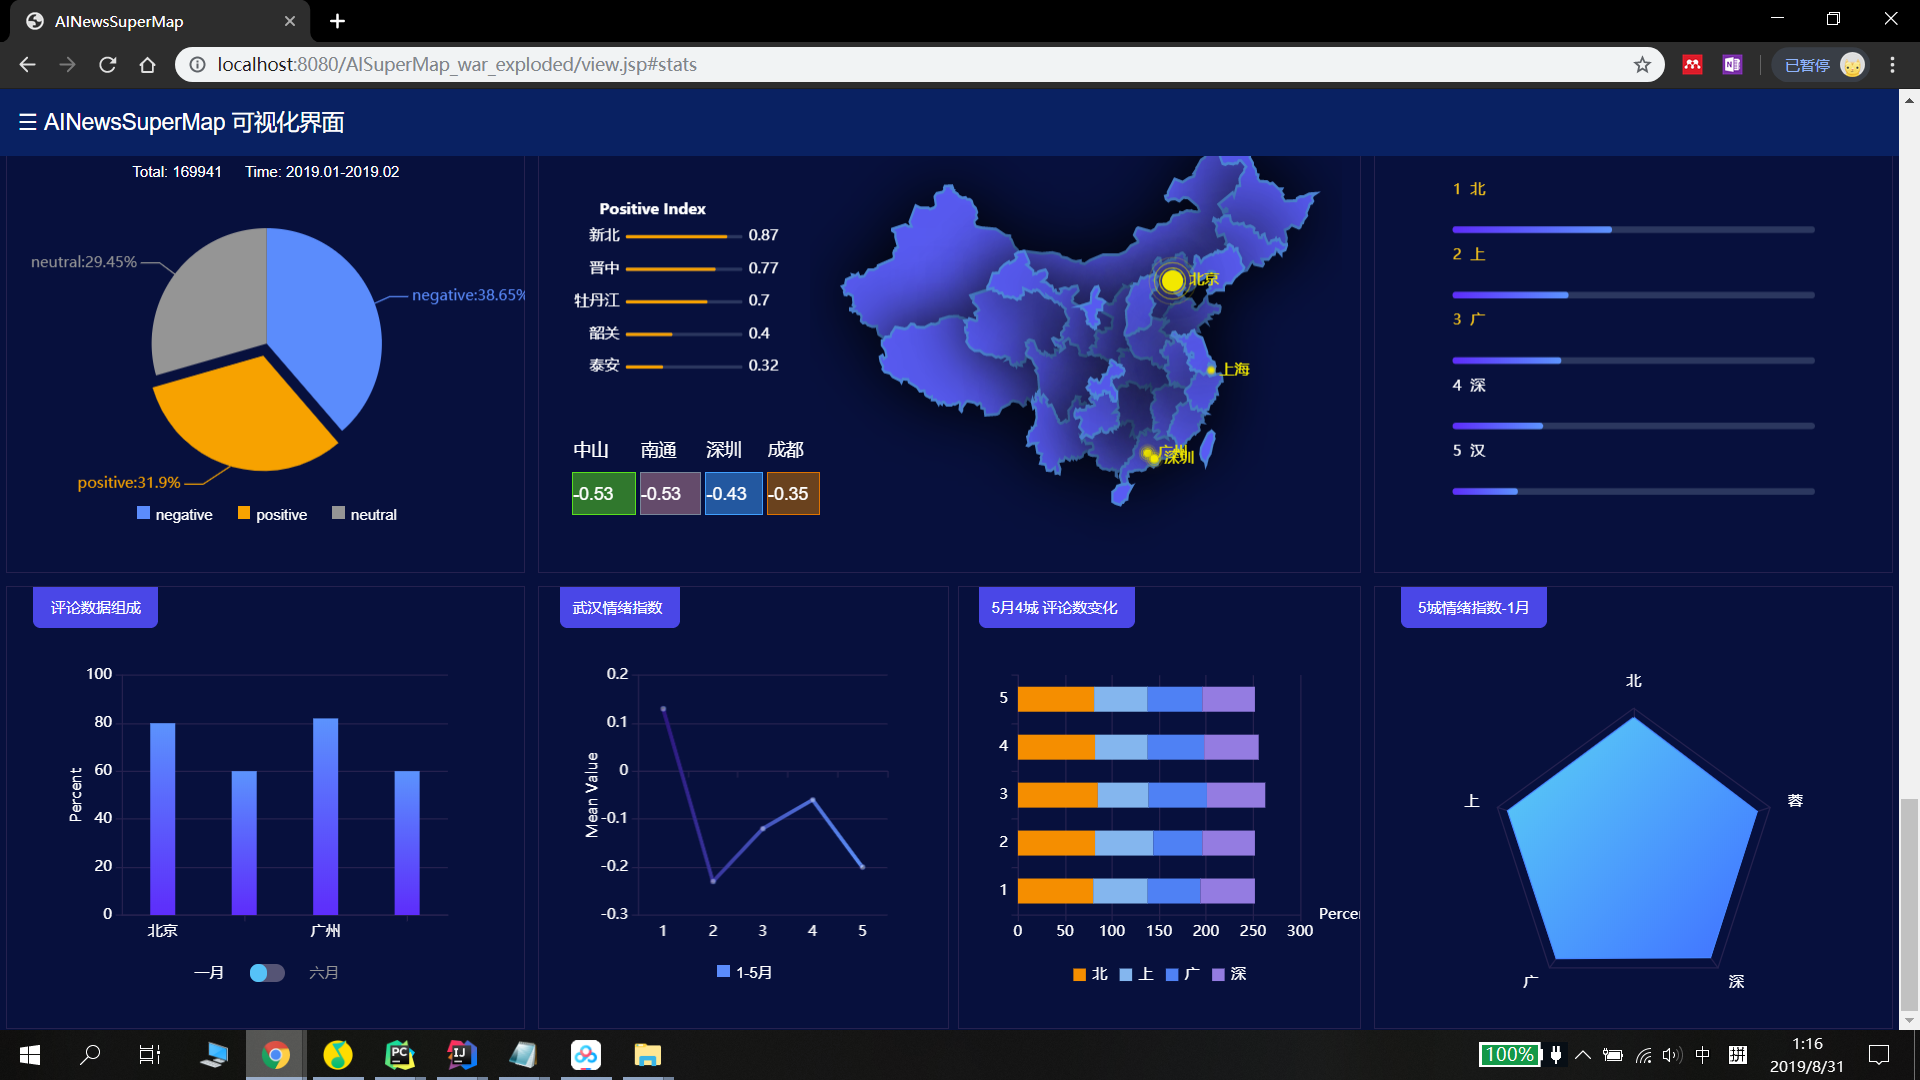 AINewsSuperMap
localhost:8080/AISuperMap_war_exploded/view.jsp#stats
已暂停
☰ AINewsSuperMap 可视化界面
Total: 169941 Time: 2019.01-2019.02
neutral:29.45%
negative:38.65%
positive:31.9%
negative positive neutral
Positive Index
新北 0.87
晋中 0.77
牡丹江 0.7
韶关 0.4
泰安 0.32
中山 南通 深圳 成都
-0.53 -0.53 -0.43 -0.35
北京
上海
广州
深圳
1 北
2 上
3 广
4 深
5 汉
评论数据组成
Percent
100
80
60
40
20
0
北京 广州
一月 六月
武汉情绪指数
Mean Value
0.2
0.1
0
-0.1
-0.2
-0.3
1 2 3 4 5
1-5月
5月4城 评论数变化
5
4
3
2
1
0 50 100 150 200 250 300
Percen
北 上 广 深
5城情绪指数-1月
北
上 蓉
广 深
PC
IJ
100%
中
拼
1:16
2019/8/31